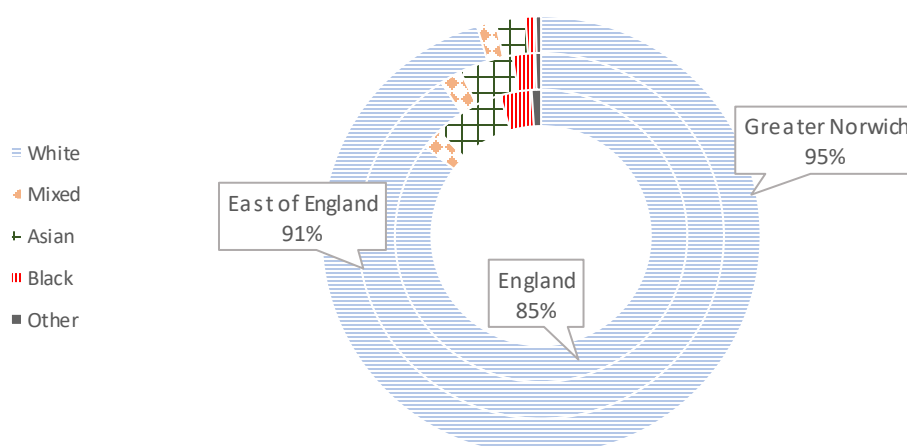 White
Mixed
Asian
Black
Other
Greater Norwich
95%
East of England
91%
England
85%